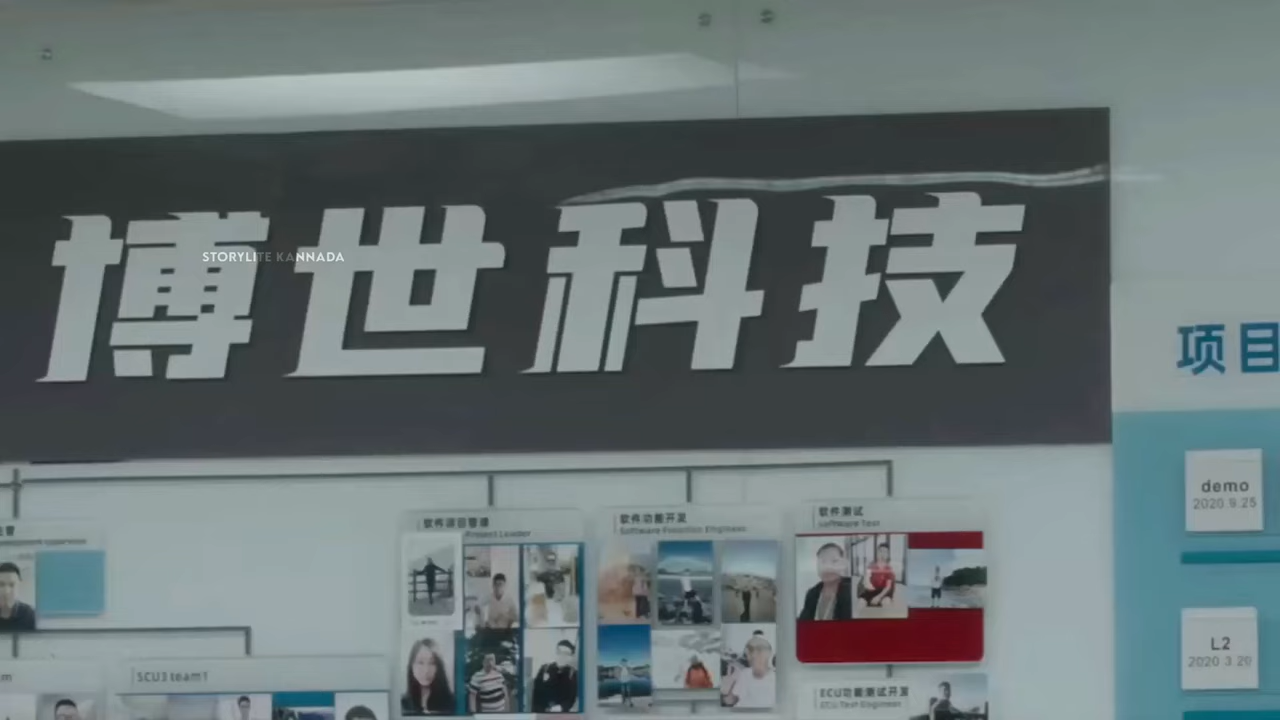 博世科技
STORYLITE KANNADA
项目
demo
2020.9.25
软件项目管理
Project Leader
软件功能开发
Software Function Engineer
软件测试
Software Test
L2
2020.3.20
SCU3 team1
ECU功能测试开发
ECU Test Engineer